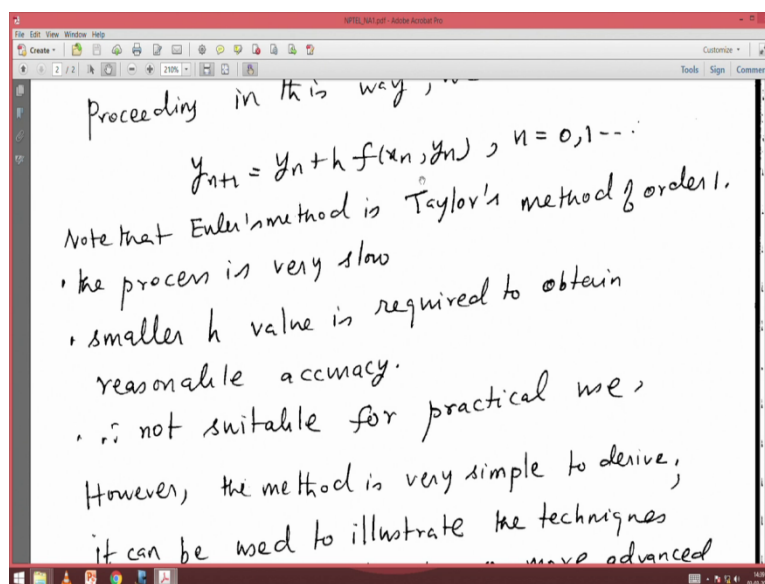 NPTEL_NA1.pdf - Adobe Acrobat Pro
File Edit View Window Help
Create Customize
2 / 2 210% Tools Sign Comment
Proceeding in this way,
yₙ₊₁ = yₙ + h f(xₙ, yₙ), n = 0, 1 ---
Note that Euler's method is Taylor's method of order 1.
• the process is very slow
• smaller h value is required to obtain
reasonable accuracy.
• ∴ not suitable for practical use,
However, the method is very simple to derive,
it can be used to illustrate the techniques
more advanced